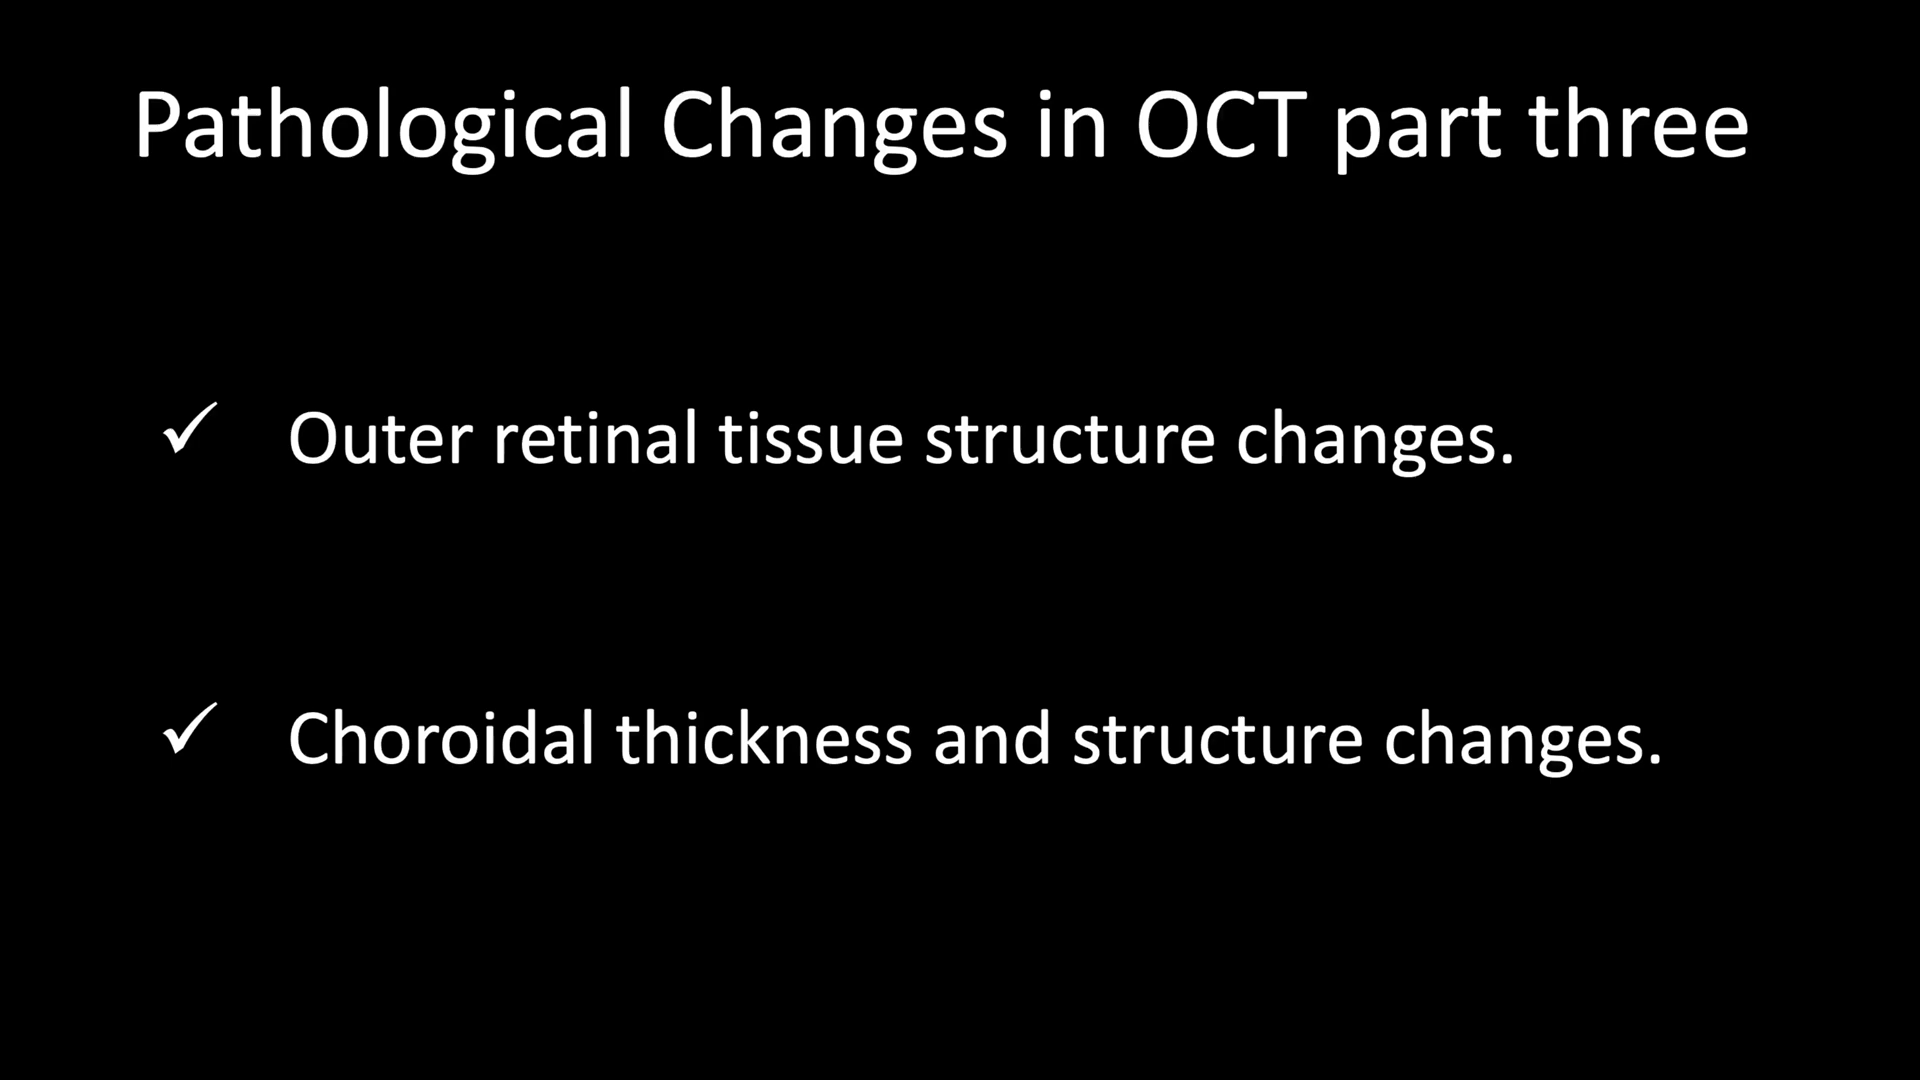 Pathological Changes in OCT part three
✓ Outer retinal tissue structure changes.
✓ Choroidal thickness and structure changes.